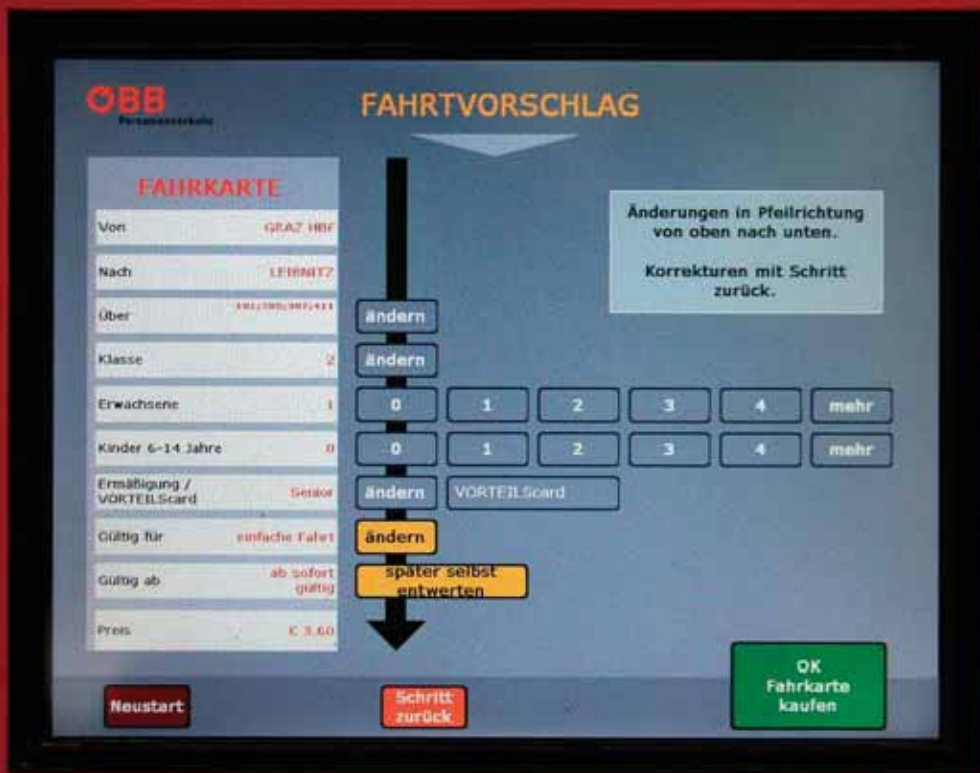 ÖBB
Personenverkehr
FAHRTVORSCHLAG
FAHRKARTE
Von GRAZ HBF
Nach LEIBNITZ
Über
ändern
Klasse 2
ändern
Erwachsene 1
0 1 2 3 4 mehr
Kinder 6-14 Jahre 0
0 1 2 3 4 mehr
Ermäßigung /
VORTEILScard
Senior
ändern VORTEILScard
Gültig für einfache Fahrt
ändern
Gültig ab
ab sofort
gültig
später selbst
entwerten
Preis € 3.60
Änderungen in Pfeilrichtung
von oben nach unten.
Korrekturen mit Schritt
zurück.
Neustart
Schritt
zurück
OK
Fahrkarte
kaufen